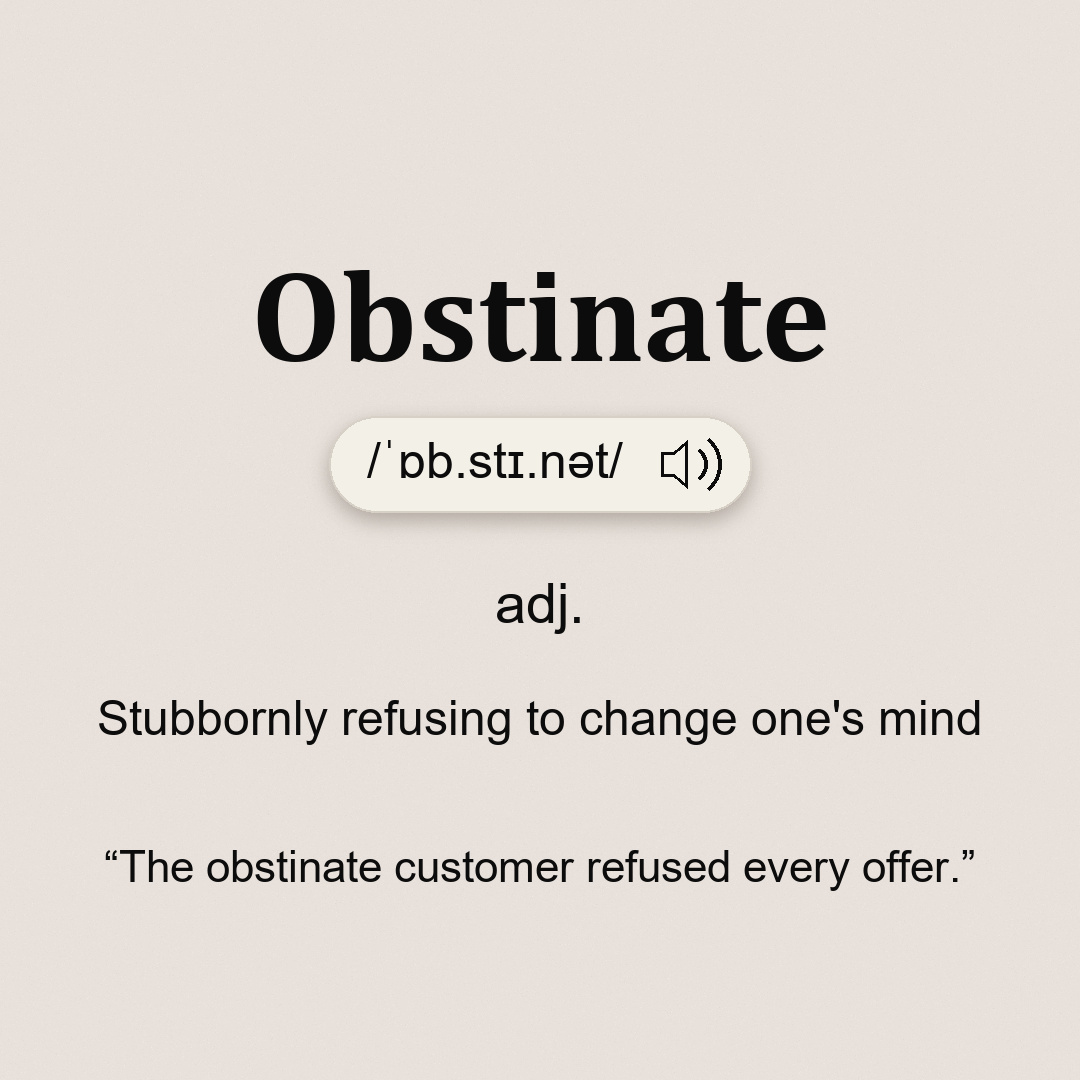 Obstinate
/ˈɒb.stɪ.nət/
adj.
Stubbornly refusing to change one's mind
“The obstinate customer refused every offer.”